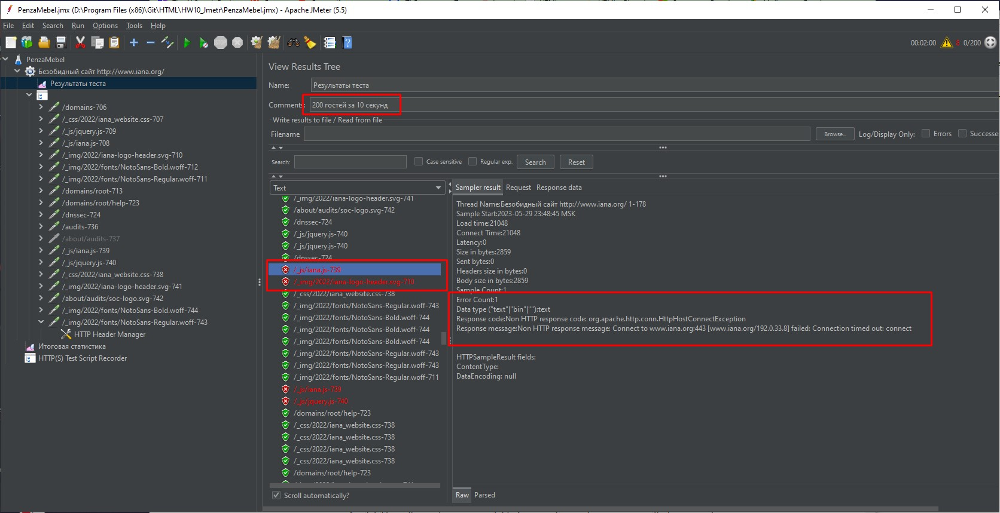 PenzaMebel.jmx (D:\Program Files (x86)\Git\HTML\HW10_Jmetr\PenzaMebel.jmx) - Apache JMeter (5.5)
File Edit Search Run Options Tools Help
00:02:00 8 0/200
PenzaMebel
Безобидный сайт http://www.iana.org/
Результаты теста
/domains-706
/_css/2022/iana_website.css-707
/_js/jquery.js-709
/_js/iana.js-708
/_img/2022/iana-logo-header.svg-710
/_img/2022/fonts/NotoSans-Bold.woff-712
/_img/2022/fonts/NotoSans-Regular.woff-711
/domains/root-713
/domains/root/help-723
/dnssec-724
/audits-736
/about/audits-737
/_js/iana.js-739
/_js/jquery.js-740
/_css/2022/iana_website.css-738
/_img/2022/iana-logo-header.svg-741
/about/audits/soc-logo.svg-742
/_img/2022/fonts/NotoSans-Bold.woff-744
/_img/2022/fonts/NotoSans-Regular.woff-743
HTTP Header Manager
Итоговая статистика
HTTP(S) Test Script Recorder
View Results Tree
Name: Результаты теста
Comments: 200 гостей за 10 секунд
Write results to file / Read from file
Filename Browse... Log/Display Only: Errors Successe
Search: Case sensitive Regular exp. Search Reset
Text
/_img/2022/iana-logo-header.svg-741
/about/audits/soc-logo.svg-742
/dnssec-724
/_js/jquery.js-740
/_js/jquery.js-740
/dnssec-724
/_js/iana.js-739
/_img/2022/iana-logo-header.svg-710
/_css/2022/iana_website.css-738
/_img/2022/fonts/NotoSans-Regular.woff-743
/_img/2022/fonts/NotoSans-Bold.woff-744
/_img/2022/fonts/NotoSans-Bold.woff-744
/_img/2022/fonts/NotoSans-Bold.woff-744
/_img/2022/fonts/NotoSans-Regular.woff-743
/_img/2022/fonts/NotoSans-Regular.woff-743
/_img/2022/fonts/NotoSans-Regular.woff-711
/_js/iana.js-739
/_js/jquery.js-740
/domains/root/help-723
/_css/2022/iana_website.css-738
/_css/2022/iana_website.css-738
/_css/2022/iana_website.css-738
/_css/2022/iana_website.css-738
/domains/root/help-723
Scroll automatically?
Sampler result Request Response data
Thread Name:Безобидный сайт http://www.iana.org/ 1-178
Sample Start:2023-05-29 23:48:45 MSK
Load time:21048
Connect Time:21048
Latency:0
Size in bytes:2859
Sent bytes:0
Headers size in bytes:0
Body size in bytes:2859
Sample Count:1
Error Count:1
Data type ("text"|"bin"|""):text
Response code:Non HTTP response code: org.apache.http.conn.HttpHostConnectException
Response message:Non HTTP response message: Connect to www.iana.org:443 [www.iana.org/192.0.33.8] failed: Connection timed out: connect
HTTPSampleResult fields:
ContentType:
DataEncoding: null
Raw Parsed